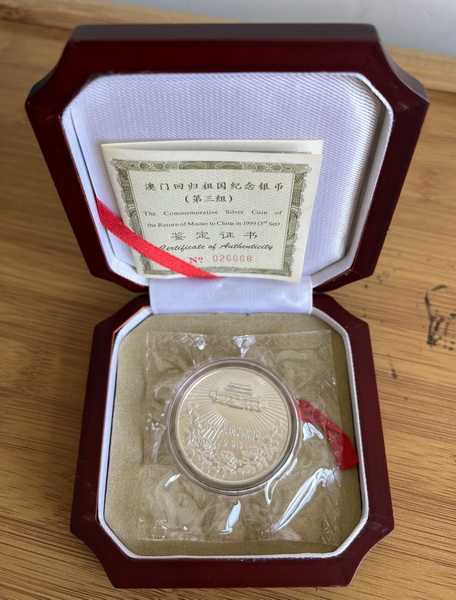 澳门回归祖国纪念银币
(第三组)
The Commemorative Silver Coin of
the Return of Macao to China in 1999 (3rd Set)
鉴定证书
Certificate of Authenticity
Nº 026668